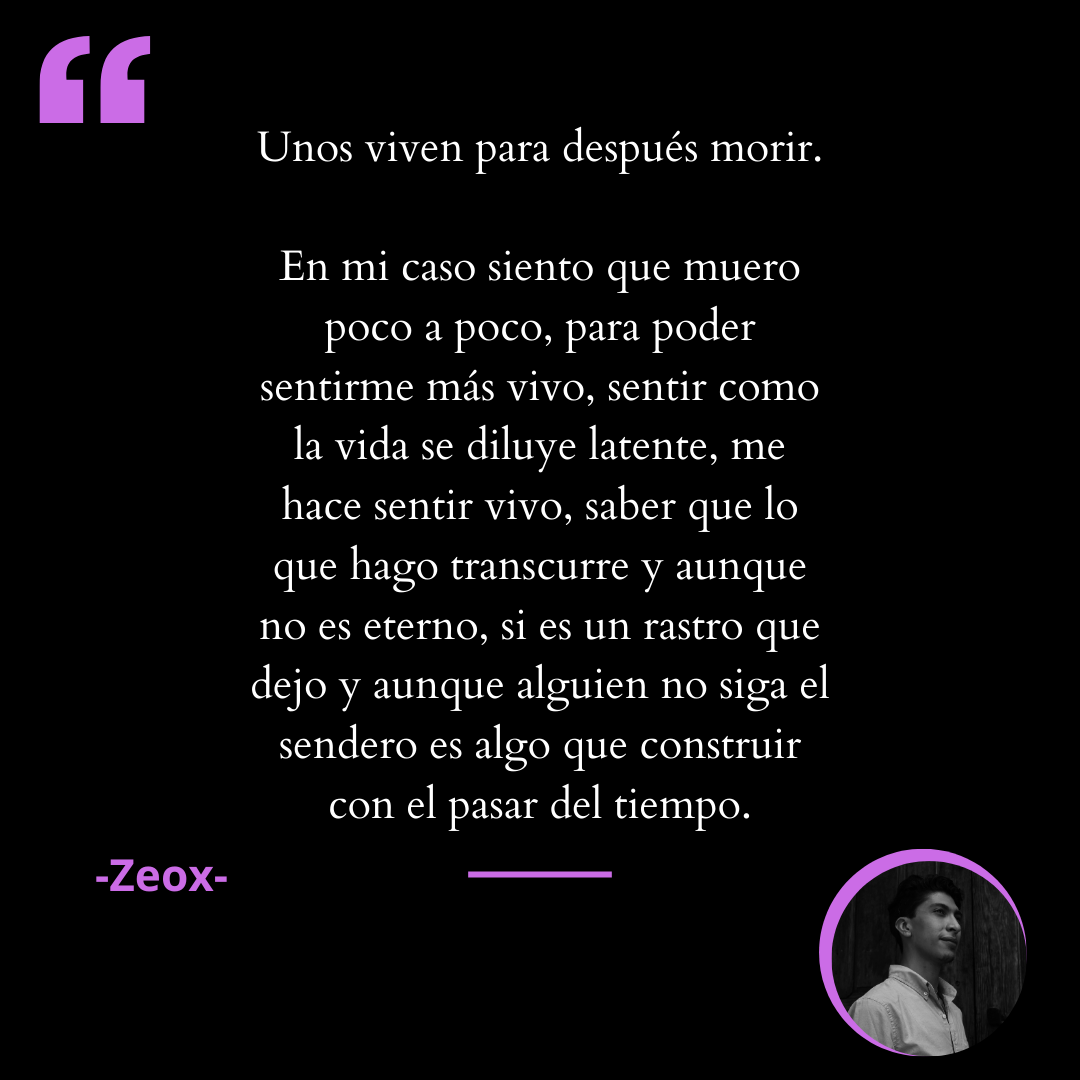 “
Unos viven para después morir.
En mi caso siento que muero
poco a poco, para poder
sentirme más vivo, sentir como
la vida se diluye latente, me
hace sentir vivo, saber que lo
que hago transcurre y aunque
no es eterno, si es un rastro que
dejo y aunque alguien no siga el
sendero es algo que construir
con el pasar del tiempo.
-Zeox-